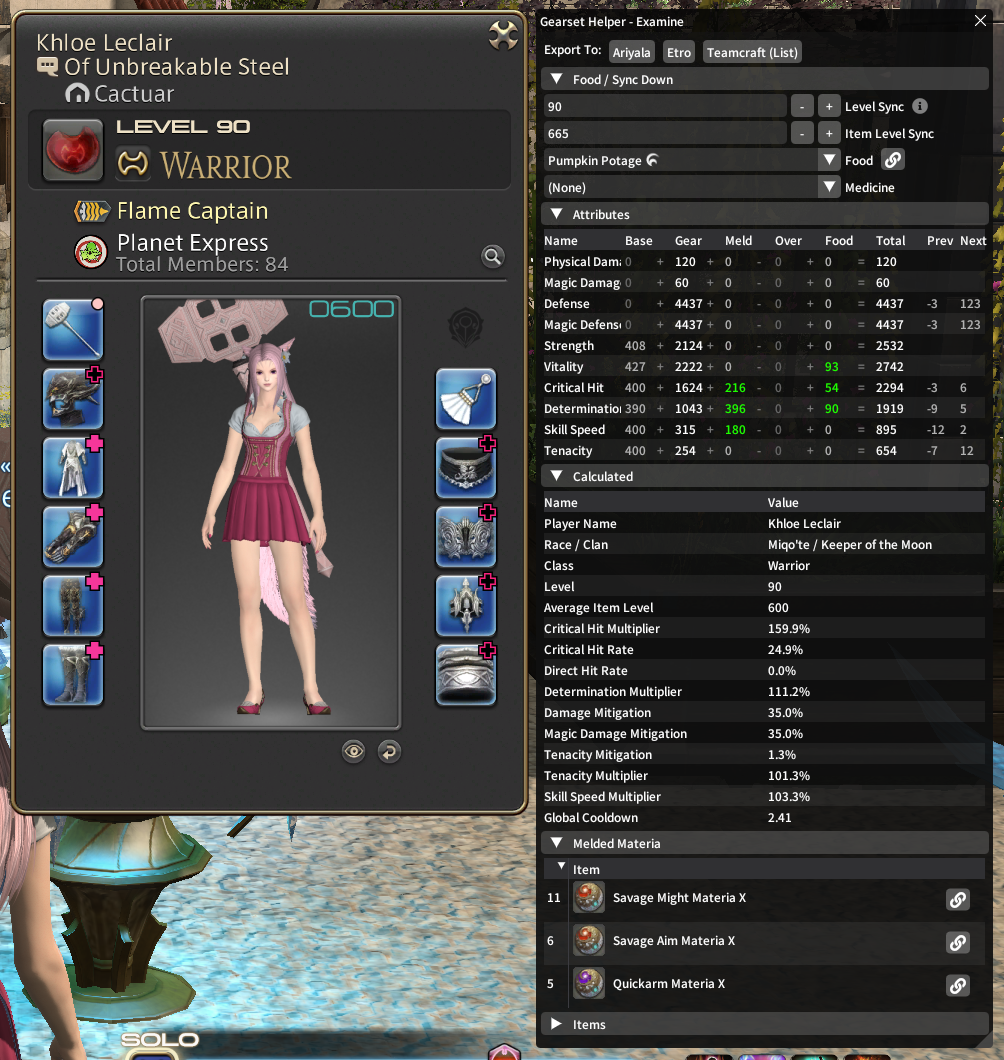 Khloe Leclair
Of Unbreakable Steel
Cactuar
LEVEL 90
WARRIOR
Flame Captain
Planet Express
Total Members: 84
0600
SOLO
Gearset Helper - Examine
Export To: Ariyala Etro Teamcraft (List)
Food / Sync Down
90 - + Level Sync
665 - + Item Level Sync
Pumpkin Potage Food
(None) Medicine
Attributes
Name Base Gear Meld Over Food Total Prev Next
Physical Dam 0 + 120 + 0 - 0 + 0 = 120
Magic Damag 0 + 60 + 0 - 0 + 0 = 60
Defense 0 + 4437 + 0 - 0 + 0 = 4437 -3 123
Magic Defens 0 + 4437 + 0 - 0 + 0 = 4437 -3 123
Strength 408 + 2124 + 0 - 0 + 0 = 2532
Vitality 427 + 2222 + 0 - 0 + 93 = 2742
Critical Hit 400 + 1624 + 216 - 0 + 54 = 2294 -3 6
Determination 390 + 1043 + 396 - 0 + 90 = 1919 -9 5
Skill Speed 400 + 315 + 180 - 0 + 0 = 895 -12 2
Tenacity 400 + 254 + 0 - 0 + 0 = 654 -7 12
Calculated
Name Value
Player Name Khloe Leclair
Race / Clan Miqo'te / Keeper of the Moon
Class Warrior
Level 90
Average Item Level 600
Critical Hit Multiplier 159.9%
Critical Hit Rate 24.9%
Direct Hit Rate 0.0%
Determination Multiplier 111.2%
Damage Mitigation 35.0%
Magic Damage Mitigation 35.0%
Tenacity Mitigation 1.3%
Tenacity Multiplier 101.3%
Skill Speed Multiplier 103.3%
Global Cooldown 2.41
Melded Materia
Item
11 Savage Might Materia X
6 Savage Aim Materia X
5 Quickarm Materia X
Items